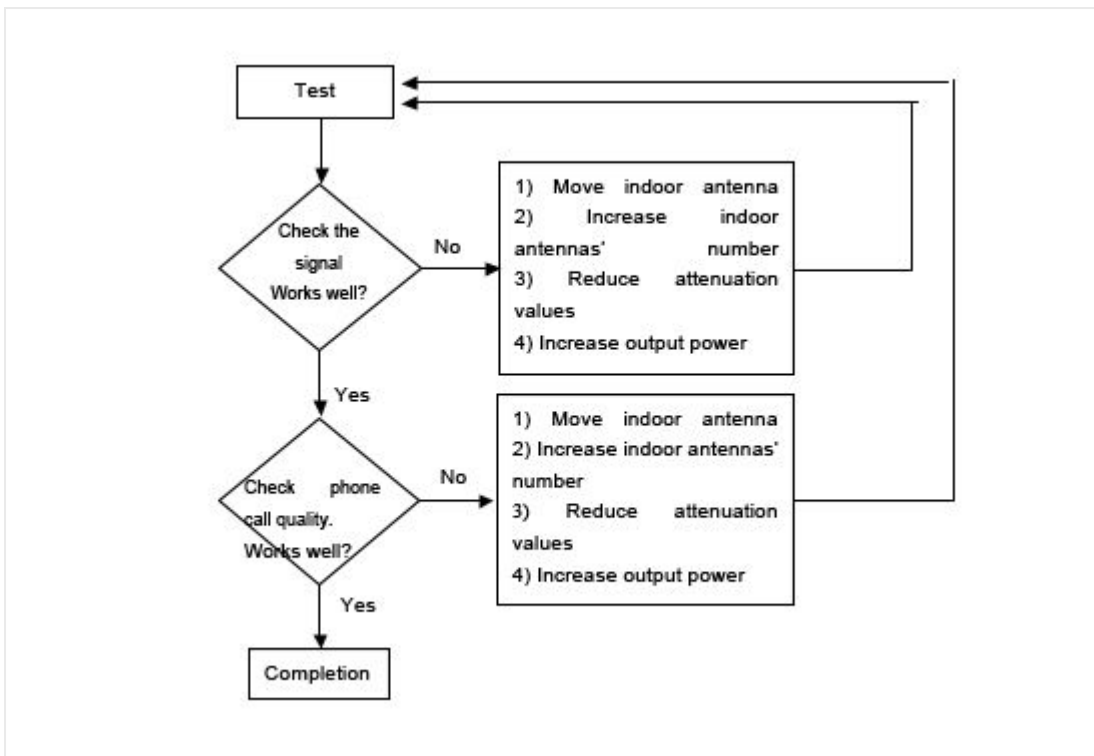 Test
Check the
signal
Works well?
No
1) Move indoor antenna
2) Increase indoor
antennas' number
3) Reduce attenuation
values
4) Increase output power
Yes
Check phone
call quality.
Works well?
No
1) Move indoor antenna
2) Increase indoor antennas'
number
3) Reduce attenuation
values
4) Increase output power
Yes
Completion